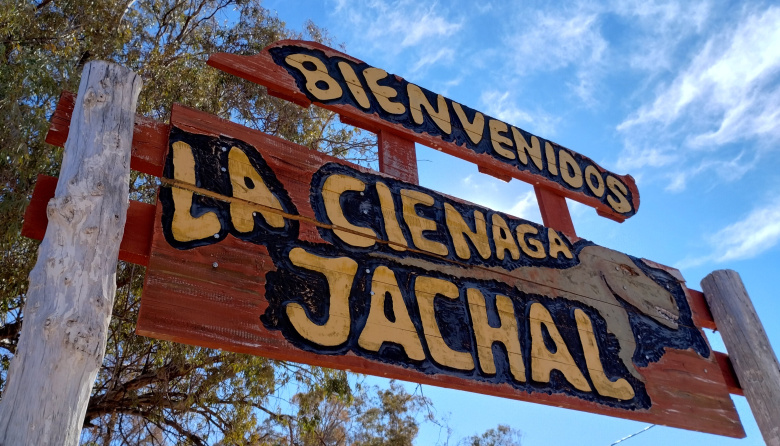 BIENVENIDOS
LA CIENAGA
JACHAL